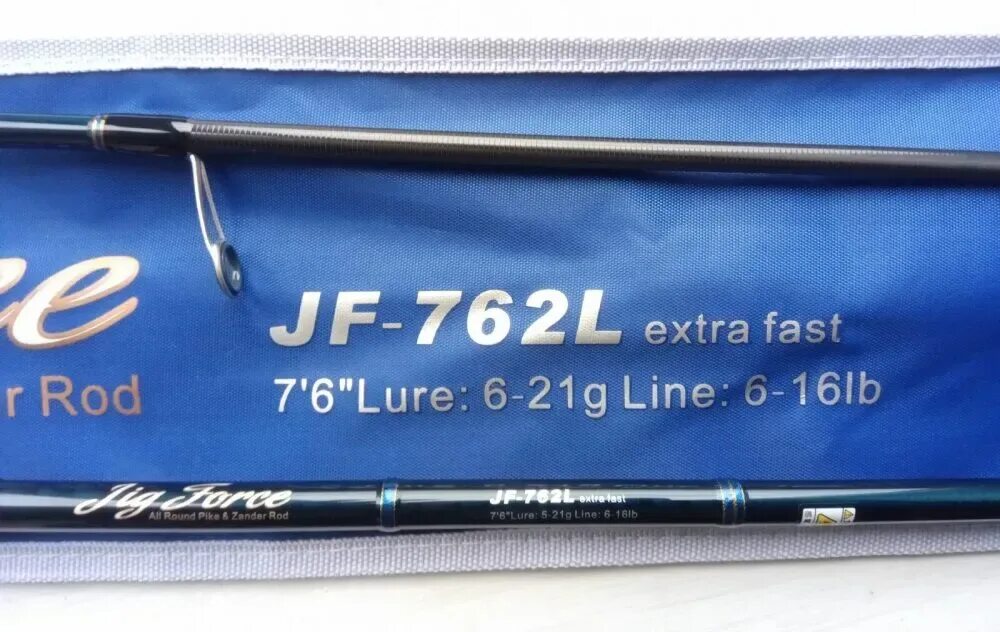 JF-762L extra fast
r Rod
7'6"Lure: 6-21g Line: 6-16lb
Jig Force
All Round Pike & Zander Rod
JF-762L extra fast
7'6"Lure: 5-21g Line: 6-16lb